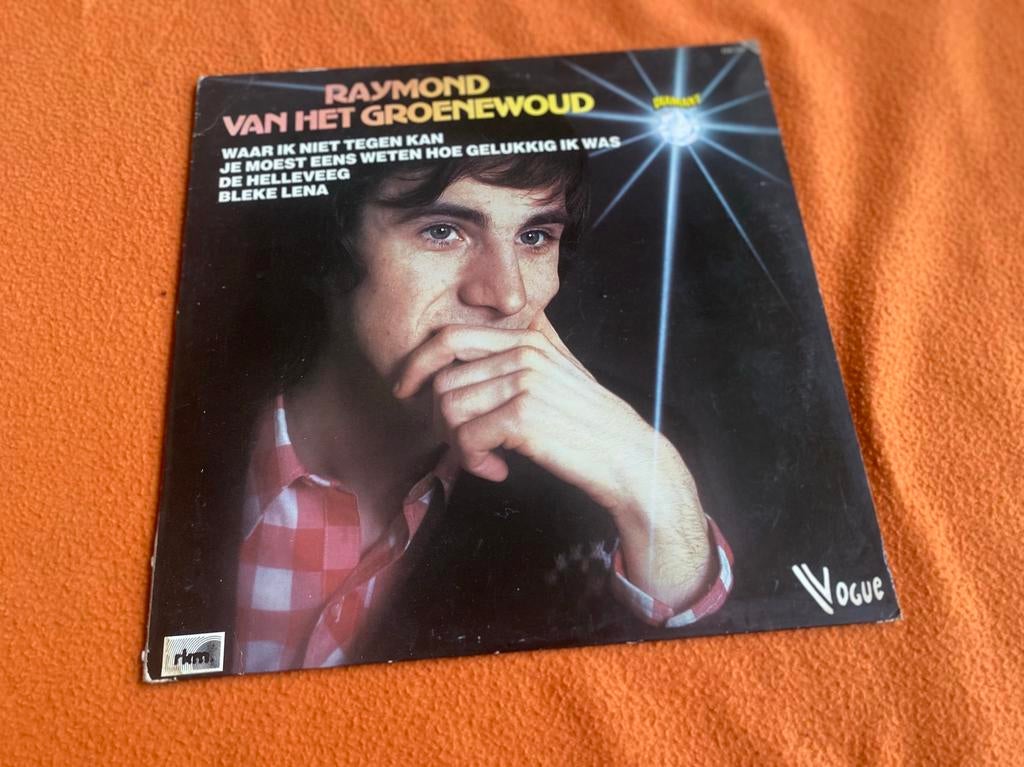 RAYMOND
VAN HET GROENEWOUD
WAAR IK NIET TEGEN KAN
JE MOEST EENS WETEN HOE GELUKKIG IK WAS
DE HELLEVEEG
BLEKE LENA
DIAMANT
VOGUE
rkm.